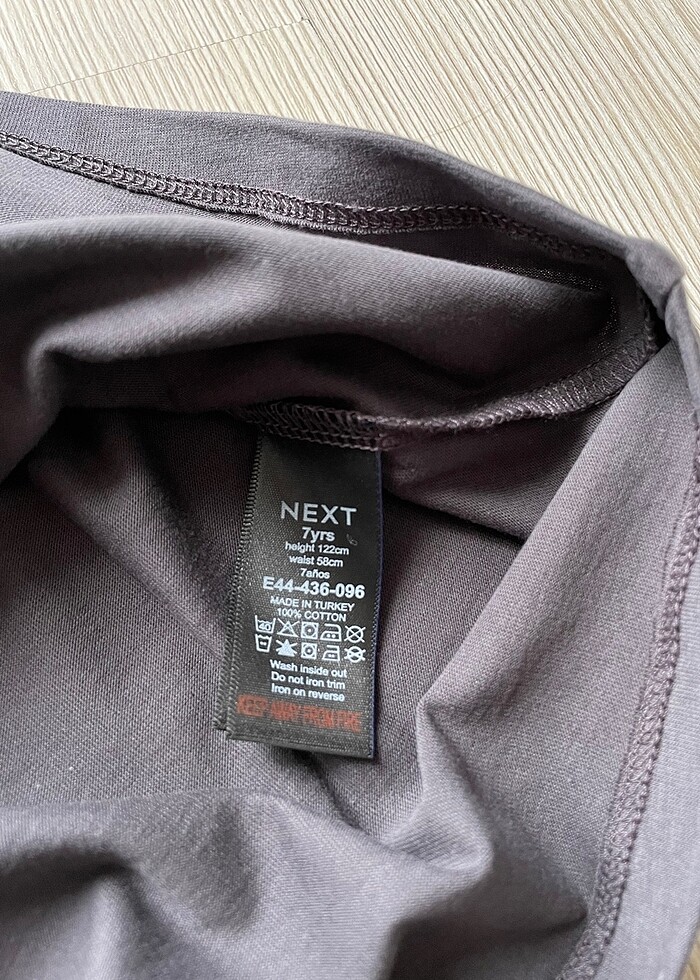 NEXT
7yrs
height 122cm
waist 58cm
7años
E44-436-096
MADE IN TURKEY
100% COTTON
40
Wash inside out
Do not iron trim
Iron on reverse
KEEP AWAY FROM FIRE